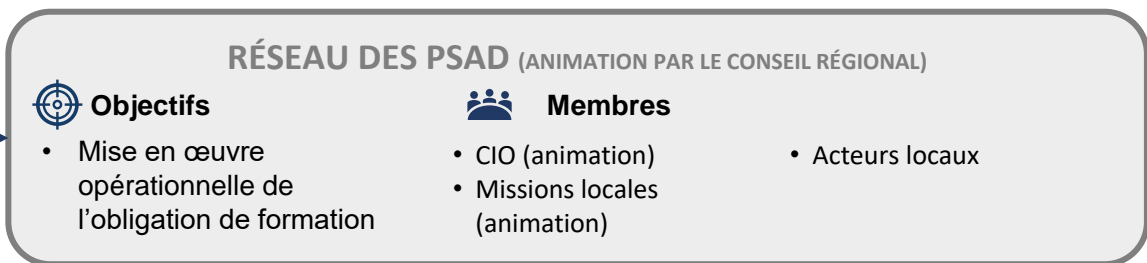 RÉSEAU DES PSAD (ANIMATION PAR LE CONSEIL RÉGIONAL)
Objectifs
• Mise en œuvre
opérationnelle de
l'obligation de formation
Membres
• CIO (animation)
• Missions locales
(animation)
• Acteurs locaux